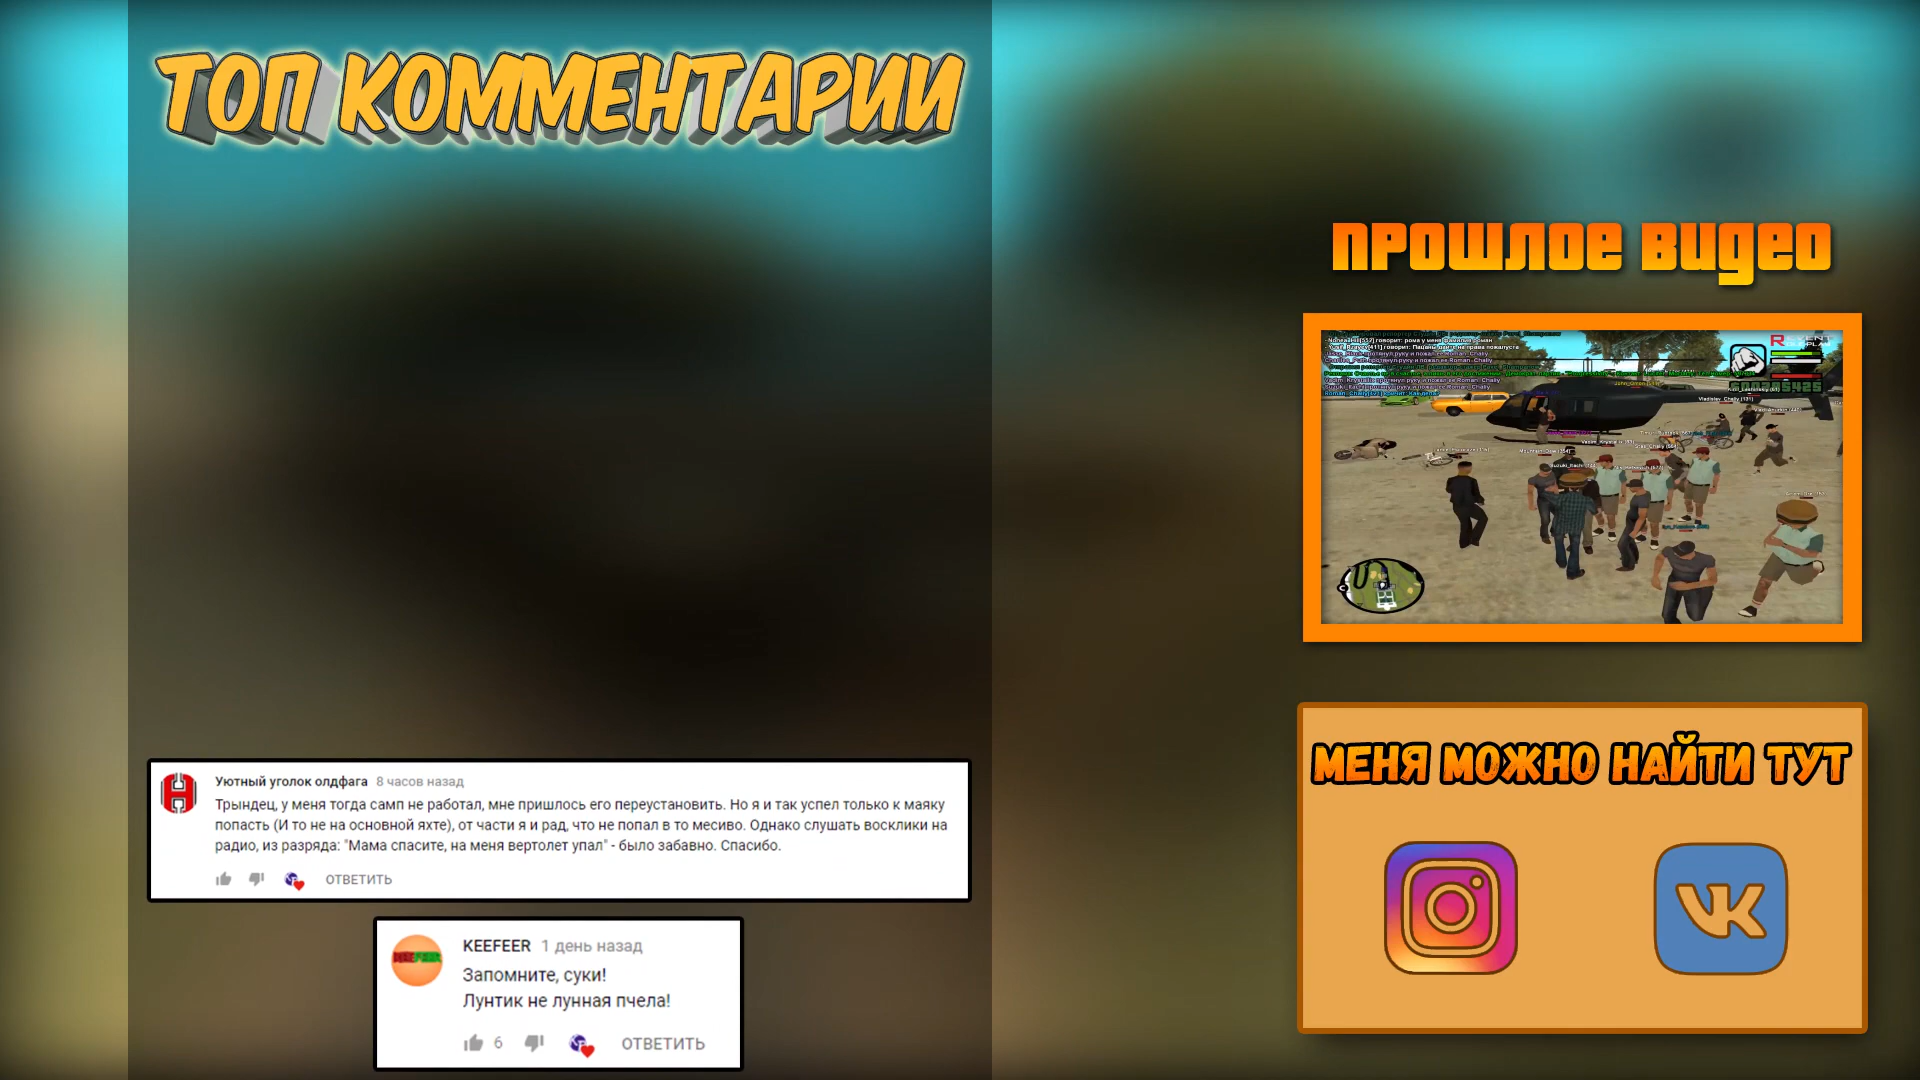 ТОП КОММЕНТАРИИ
ПРОШЛОЕ ВИДЕО
МЕНЯ МОЖНО НАЙТИ ТУТ
Уютный уголок олдфага 8 часов назад
Трындец, у меня тогда самп не работал, мне пришлось его переустановить. Но я и так успел только к маяку
попасть (И то не на основной яхте), от части я и рад, что не попал в то месиво. Однако слушать восклики на
радио, из разряда: "Мама спасите, на меня вертолет упал" - было забавно. Спасибо.
ОТВЕТИТЬ
KEEFEER 1 день назад
Запомните, суки!
Лунтик не лунная пчела!
6 ОТВЕТИТЬ